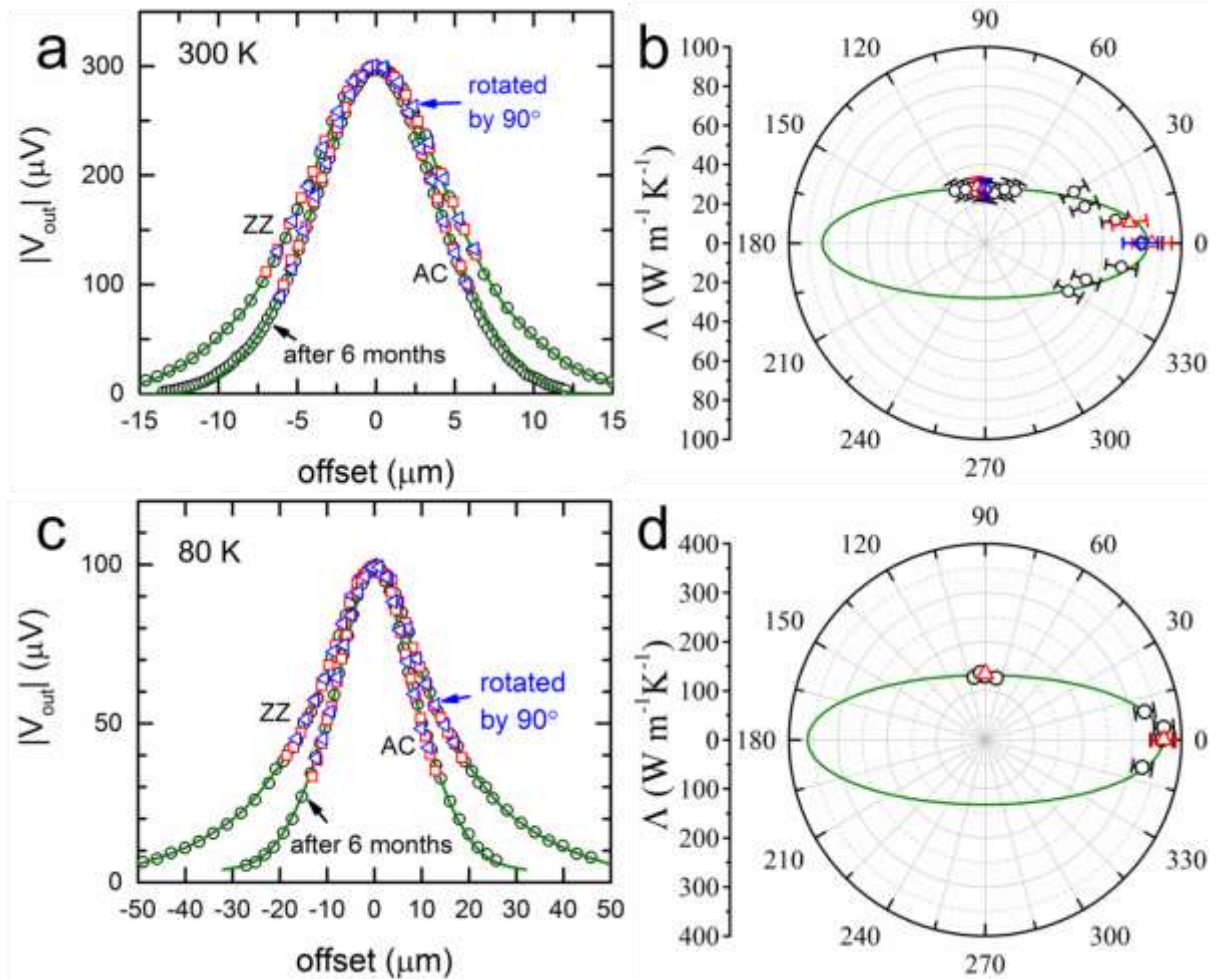 a
300 K
300
200
100
0
|Vout| (μV)
rotated
by 90°
ZZ
AC
after 6 months
-15 -10 -5 0 5 10 15
offset (μm)
b
100
80
60
40
20
0
20
40
60
80
100
Λ (W m-1 K-1)
90
60
30
0
330
300
270
240
210
180
150
120
c
80 K
100
50
0
|Vout| (μV)
rotated
by 90°
ZZ
AC
after 6 months
-50 -40 -30 -20 -10 0 10 20 30 40 50
offset (μm)
d
400
300
200
100
0
100
200
300
400
Λ (W m-1K-1)
90
60
30
0
330
300
270
240
210
180
150
120